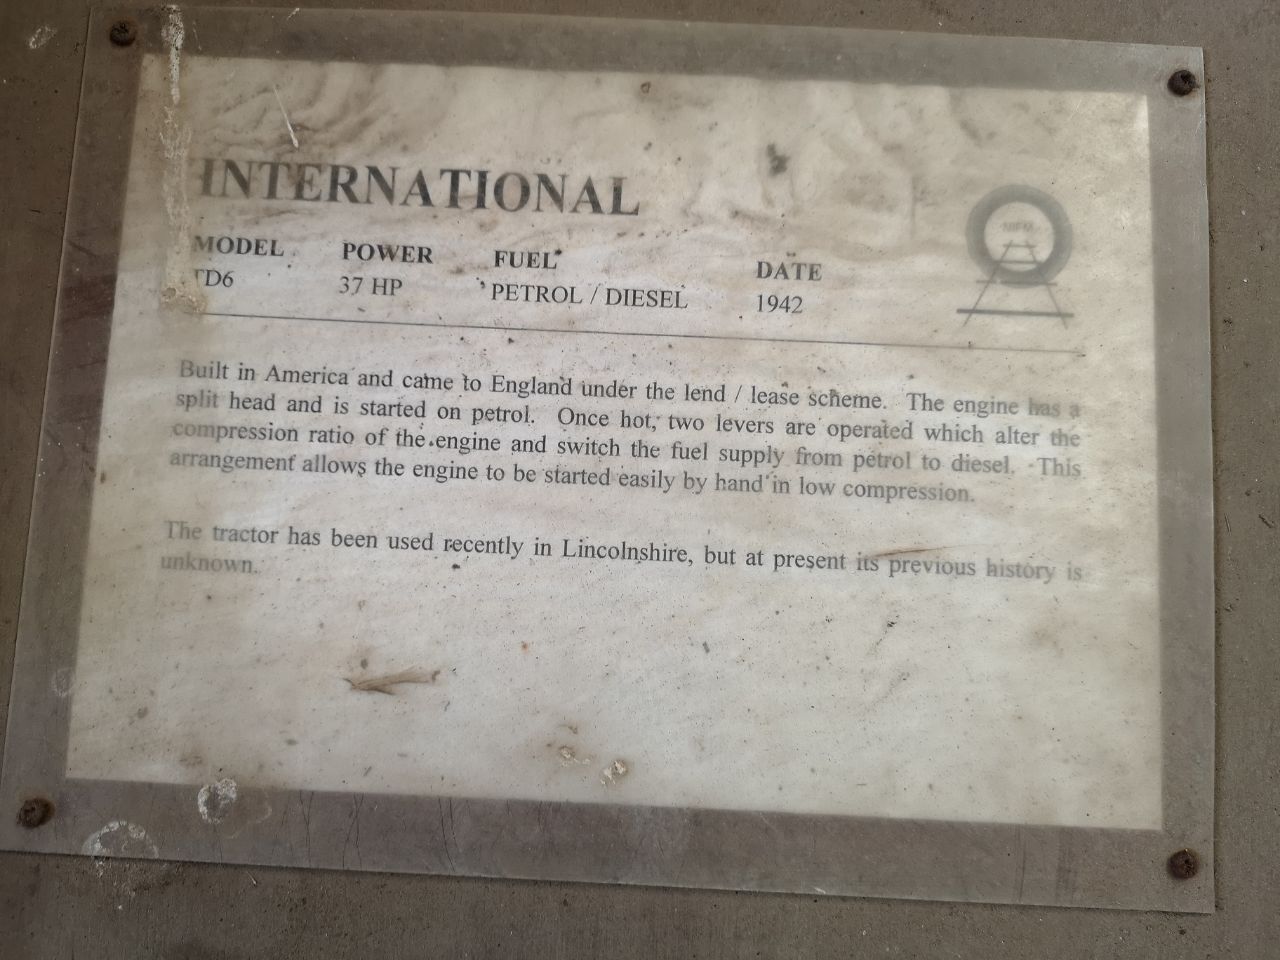 INTERNATIONAL
MODEL POWER FUEL DATE
TD6 37 HP PETROL / DIESEL 1942
Built in America and came to England under the lend / lease scheme. The engine has a
split head and is started on petrol. Once hot, two levers are operated which alter the
compression ratio of the engine and switch the fuel supply from petrol to diesel. This
arrangement allows the engine to be started easily by hand in low compression.
The tractor has been used recently in Lincolnshire, but at present its previous history is
unknown.